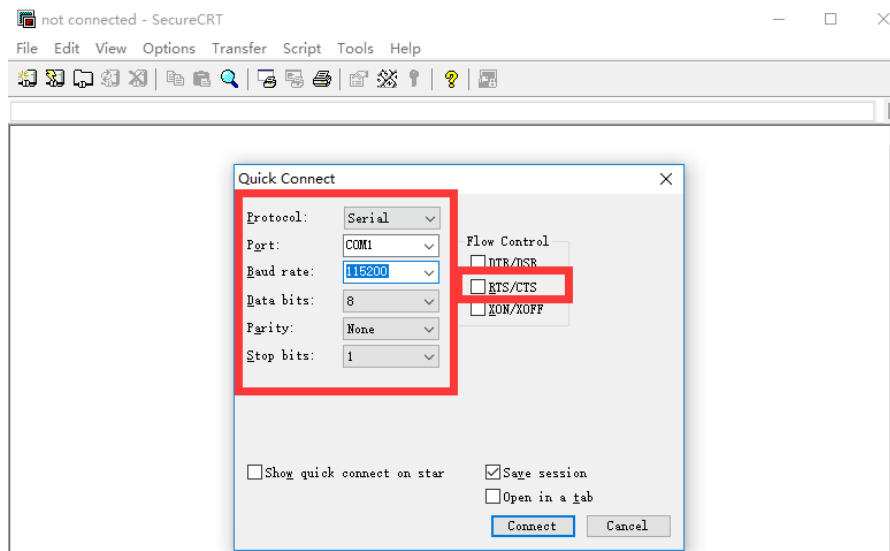 not connected - SecureCRT
File Edit View Options Transfer Script Tools Help
Quick Connect
Protocol: Serial
Port: COM1
Baud rate: 115200
Data bits: 8
Parity: None
Stop bits: 1
Flow Control
DTR/DSR
RTS/CTS
XON/XOFF
Show quick connect on star
Save session
Open in a tab
Connect Cancel